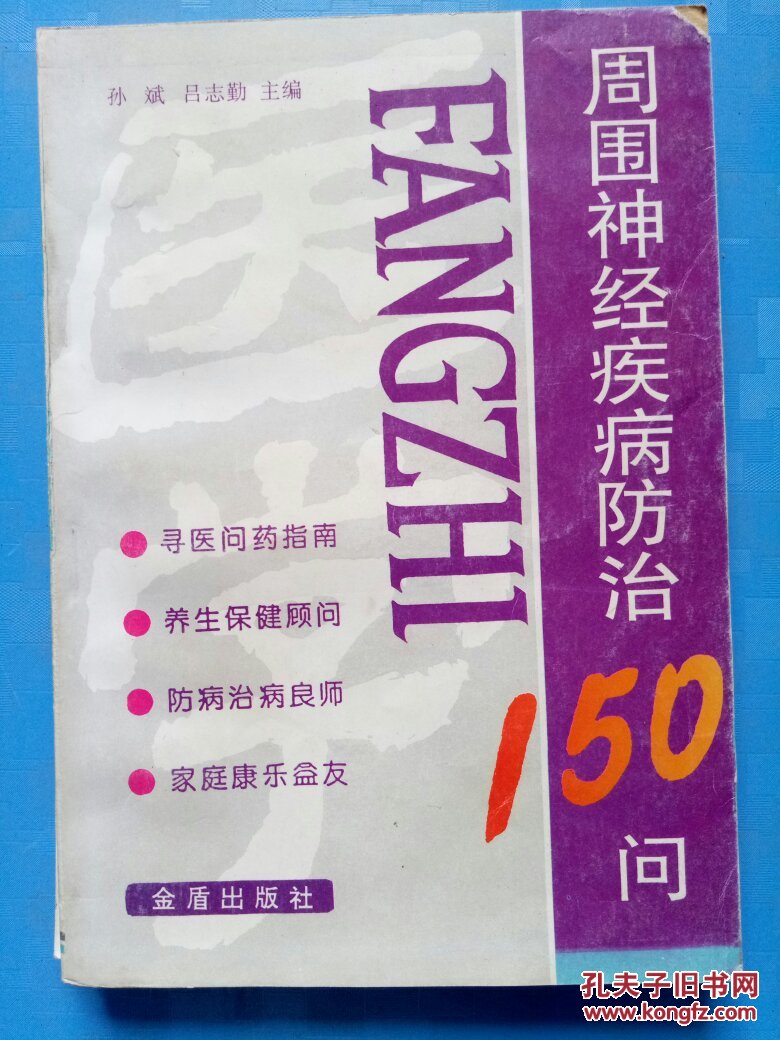 孙 斌 吕志勤 主编
医学
FANGZHI
周围神经疾病防治
150
问
寻医问药指南
养生保健顾问
防病治病良师
家庭康乐益友
金盾出版社
孔夫子旧书网
www.kongfz.com